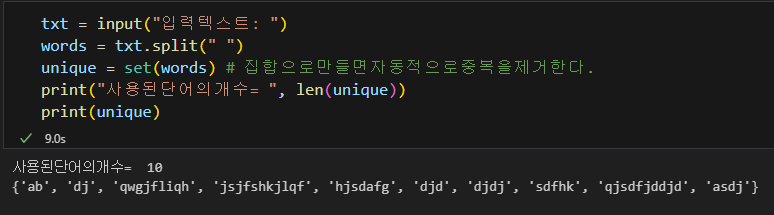 txt = input("입력텍스트: ")
words = txt.split(" ")
unique = set(words) # 집합으로만들면자동적으로중복을제거한다.
print("사용된단어의개수= ", len(unique))
print(unique)
9.0s
사용된단어의개수=  10
{'ab', 'dj', 'qwgjfliqh', 'jsjfshkjlqf', 'hjsdafg', 'djd', 'djdj', 'sdfhk', 'qjsdfjddjd', 'asdj'}